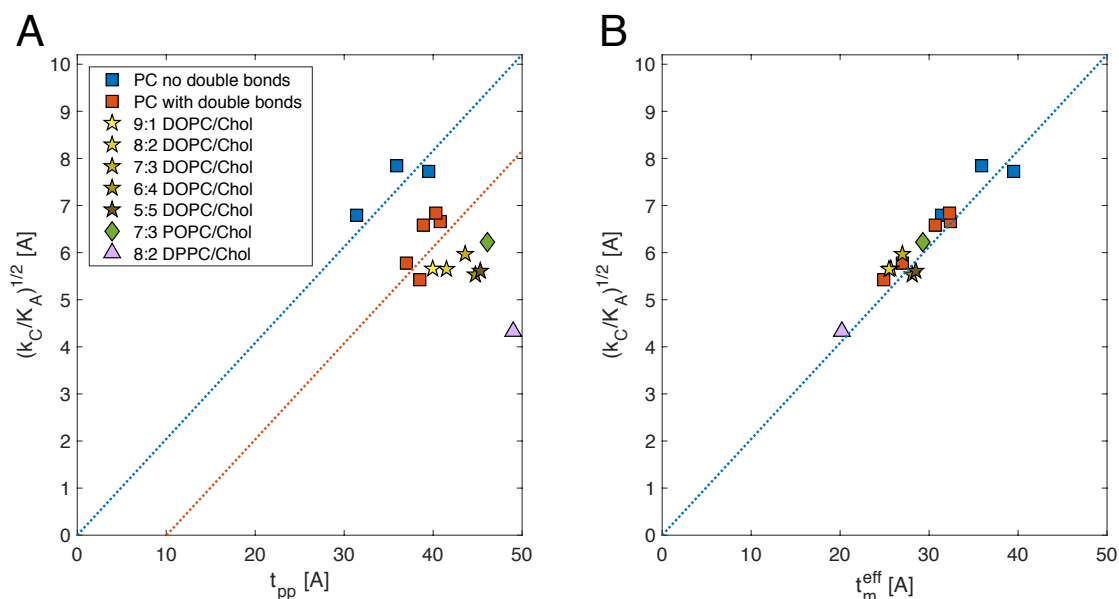 A
(k_C/K_A)^{1/2} [A]
10
9
8
7
6
5
4
3
2
1
0
PC no double bonds
PC with double bonds
9:1 DOPC/Chol
8:2 DOPC/Chol
7:3 DOPC/Chol
6:4 DOPC/Chol
5:5 DOPC/Chol
7:3 POPC/Chol
8:2 DPPC/Chol
0 10 20 30 40 50
t_{pp} [A]
B
(k_C/K_A)^{1/2} [A]
10
9
8
7
6
5
4
3
2
1
0
0 10 20 30 40 50
t_m^{eff} [A]